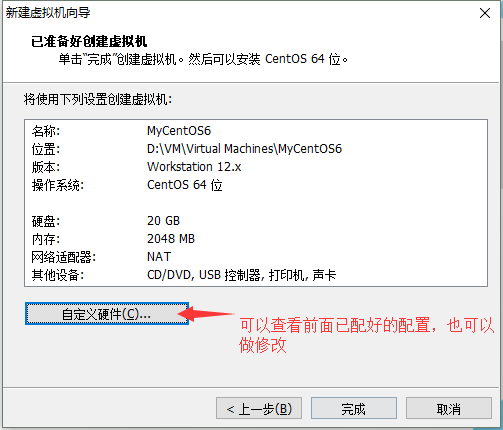 新建虚拟机向导
已准备好创建虚拟机
单击“完成”创建虚拟机。然后可以安装 CentOS 64 位。
将使用下列设置创建虚拟机:
名称: MyCentOS6
位置: D:\VM\Virtual Machines\MyCentOS6
版本: Workstation 12.x
操作系统: CentOS 64 位
硬盘: 20 GB
内存: 2048 MB
网络适配器: NAT
其他设备: CD/DVD, USB 控制器, 打印机, 声卡
自定义硬件(C)...
可以查看前面已配好的配置，也可以
做修改
< 上一步(B) 完成 取消